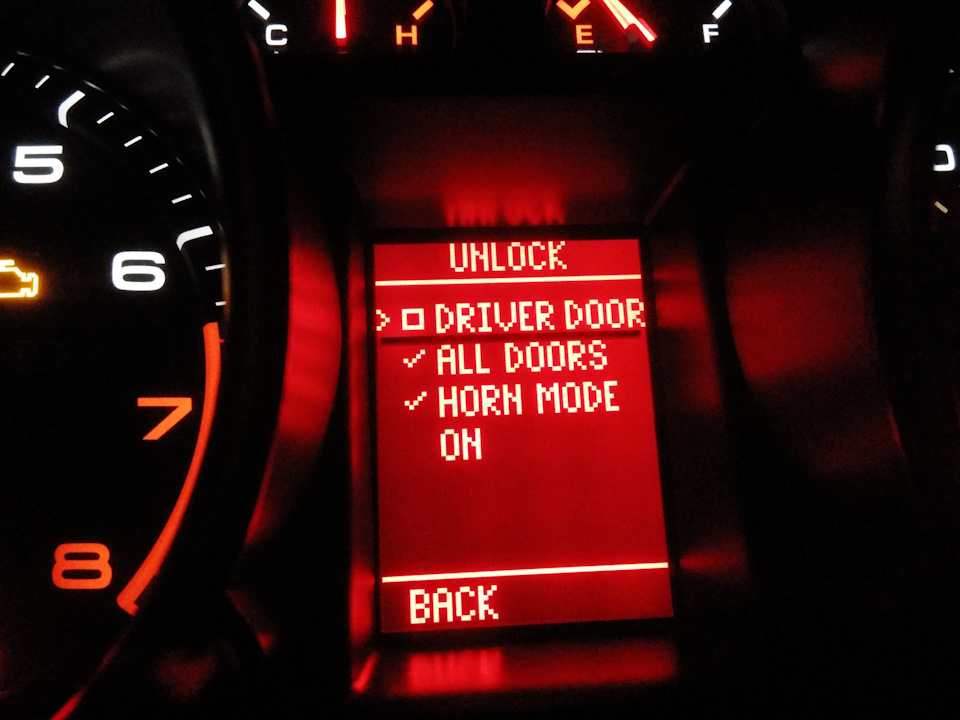 C H E F
5
6
7
8
UNLOCK
> DRIVER DOOR
ALL DOORS
HORN MODE
ON
BACK